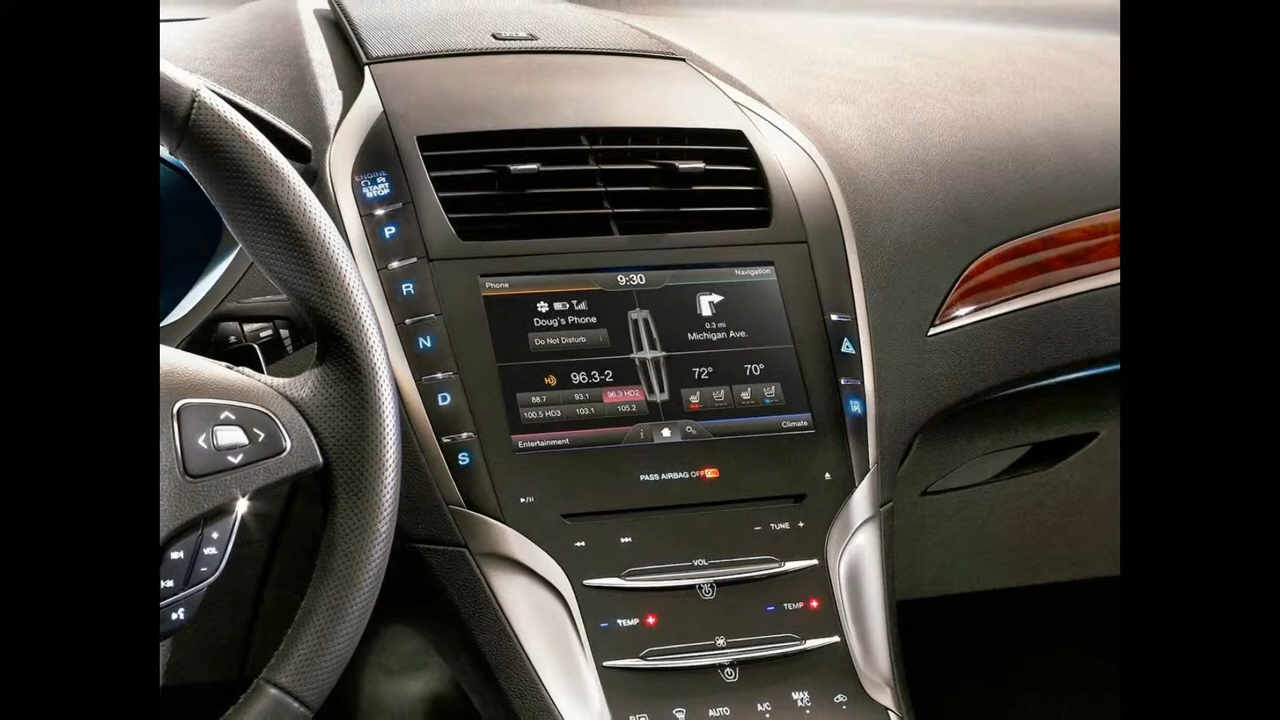 ENGINE
START
STOP
P
R
N
D
S
Phone
9:30
Navigation
Doug's Phone
Do Not Disturb
0.3 mi
Michigan Ave.
96.3-2
88.7 93.1 96.3 HD2
100.5 HD3 103.1 105.2
72° 70°
Entertainment
Climate
PASS AIRBAG OFF
− TUNE +
VOL
− TEMP +
− TEMP +
AUTO A/C MAX A/C
+
VOL
−